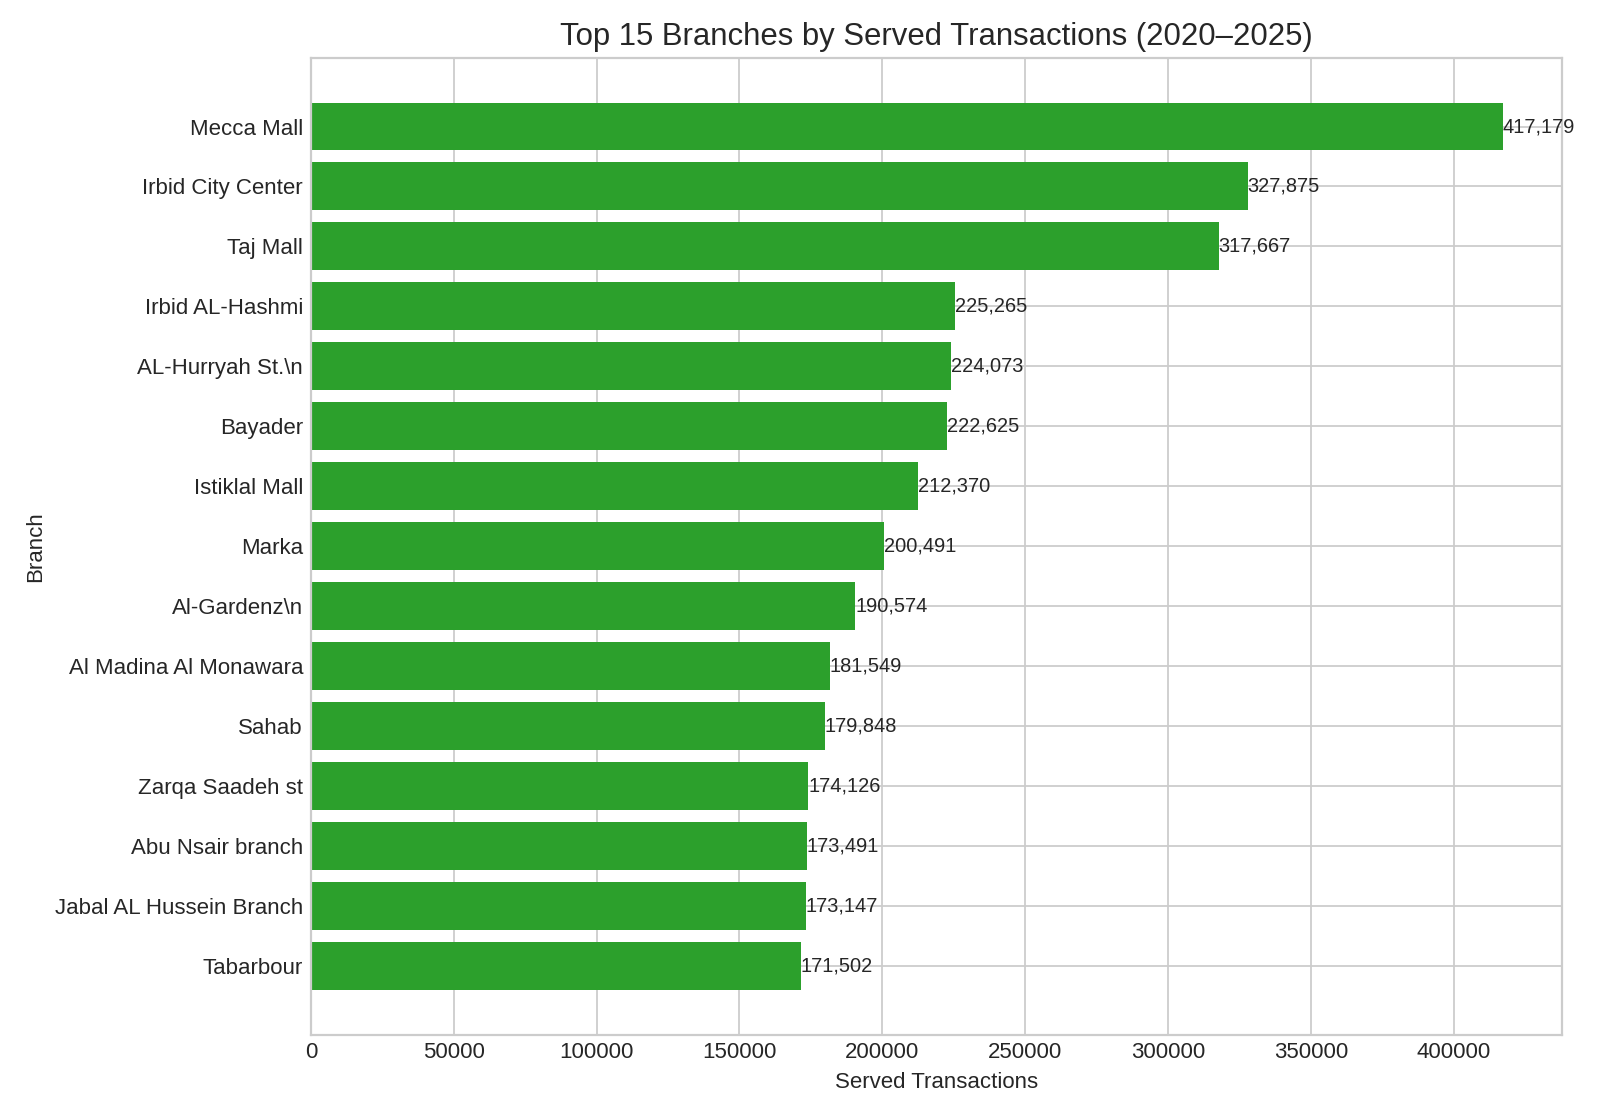 Top 15 Branches by Served Transactions (2020–2025)
Mecca Mall 417,179
Irbid City Center 327,875
Taj Mall 317,667
Irbid AL-Hashmi 225,265
AL-Hurryah St.\n 224,073
Bayader 222,625
Istiklal Mall 212,370
Marka 200,491
Al-Gardenz\n 190,574
Al Madina Al Monawara 181,549
Sahab 179,848
Zarqa Saadeh st 174,126
Abu Nsair branch 173,491
Jabal AL Hussein Branch 173,147
Tabarbour 171,502
Branch
0 50000 100000 150000 200000 250000 300000 350000 400000
Served Transactions